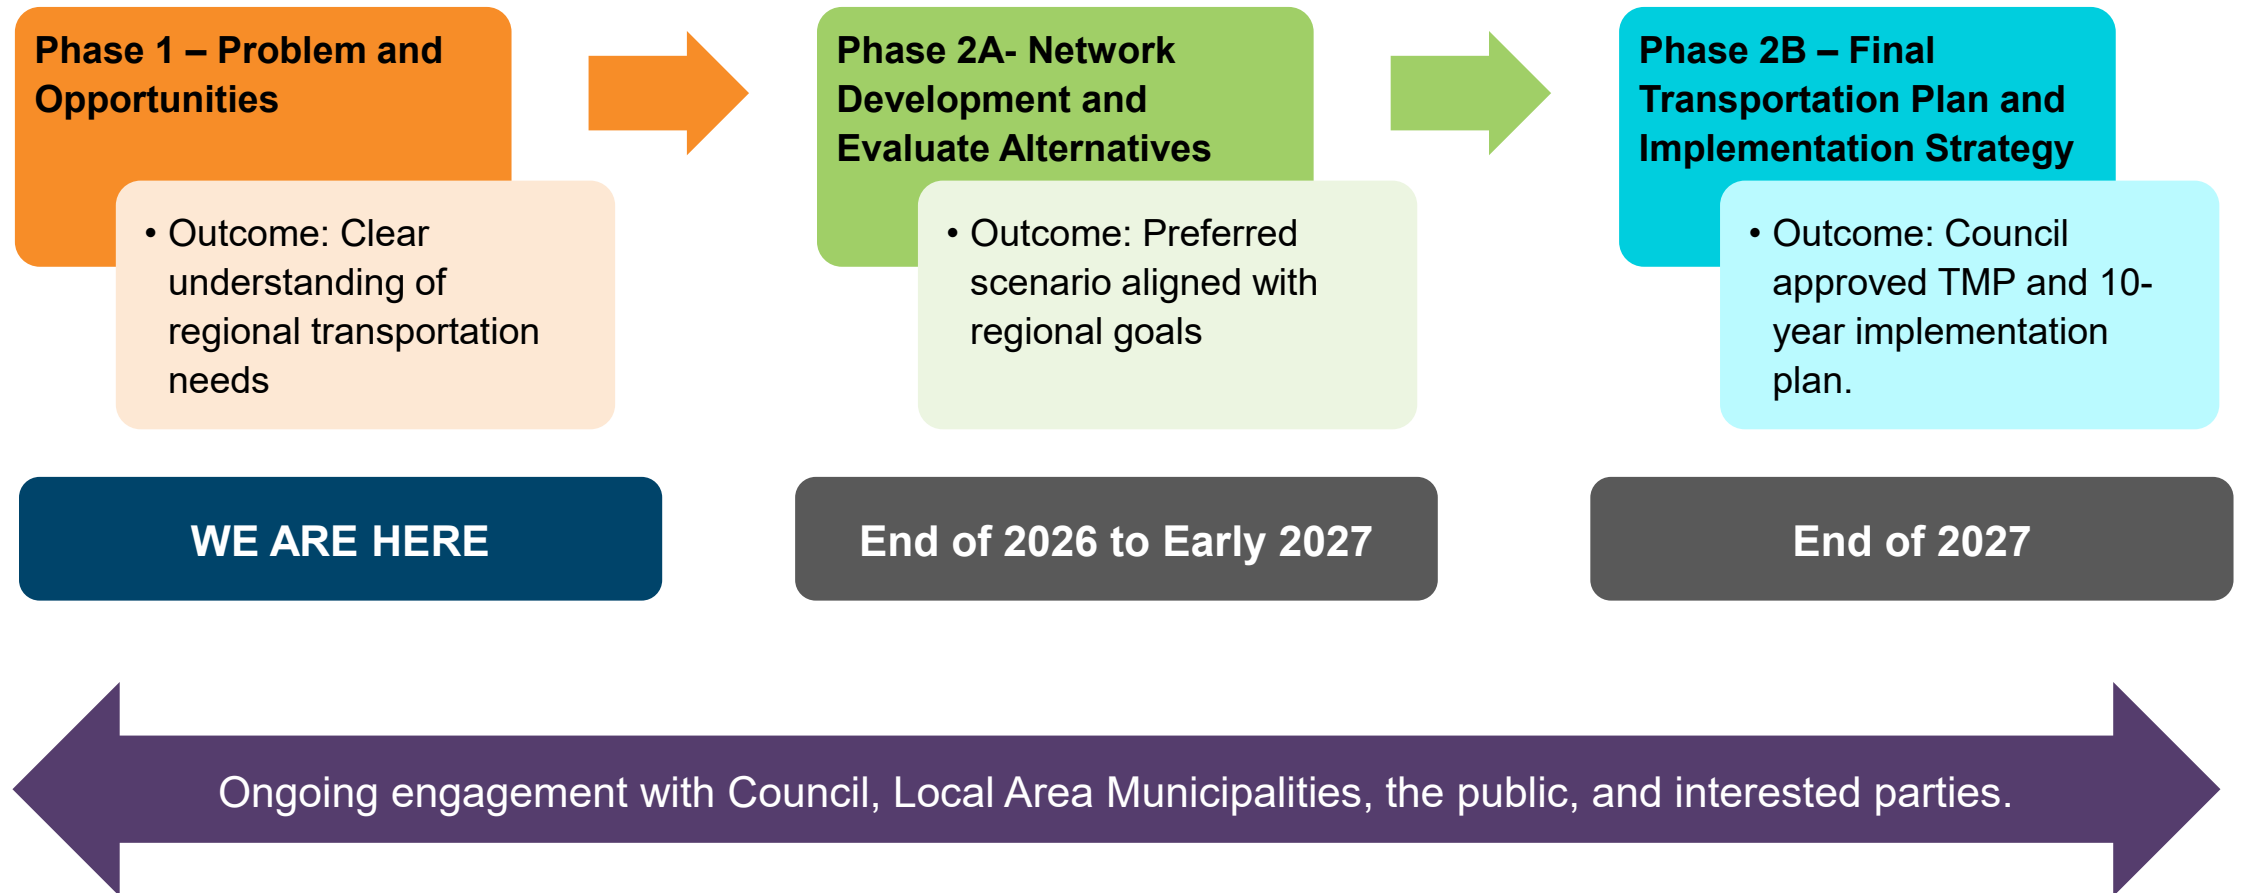 Phase 1 – Problem and
Opportunities
• Outcome: Clear
understanding of
regional transportation
needs
Phase 2A- Network
Development and
Evaluate Alternatives
• Outcome: Preferred
scenario aligned with
regional goals
Phase 2B – Final
Transportation Plan and
Implementation Strategy
• Outcome: Council
approved TMP and 10-
year implementation
plan.
WE ARE HERE
End of 2026 to Early 2027
End of 2027
Ongoing engagement with Council, Local Area Municipalities, the public, and interested parties.